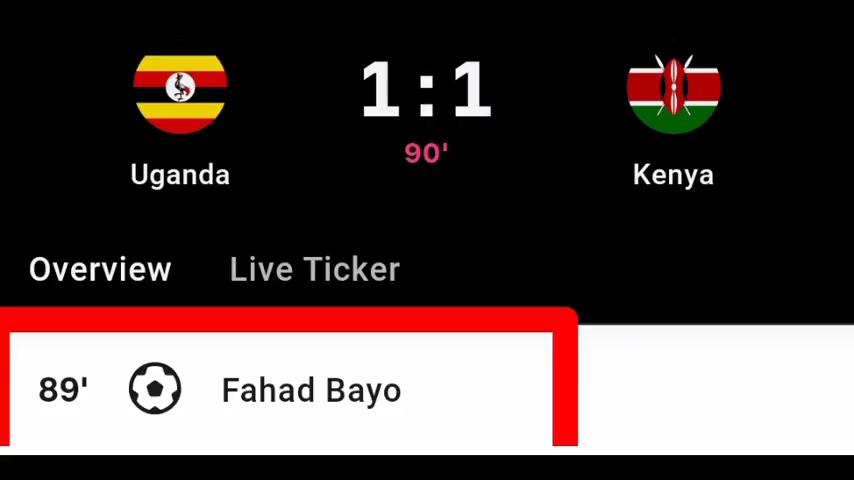 1:1
90'
Uganda
Kenya
Overview Live Ticker
89' Fahad Bayo